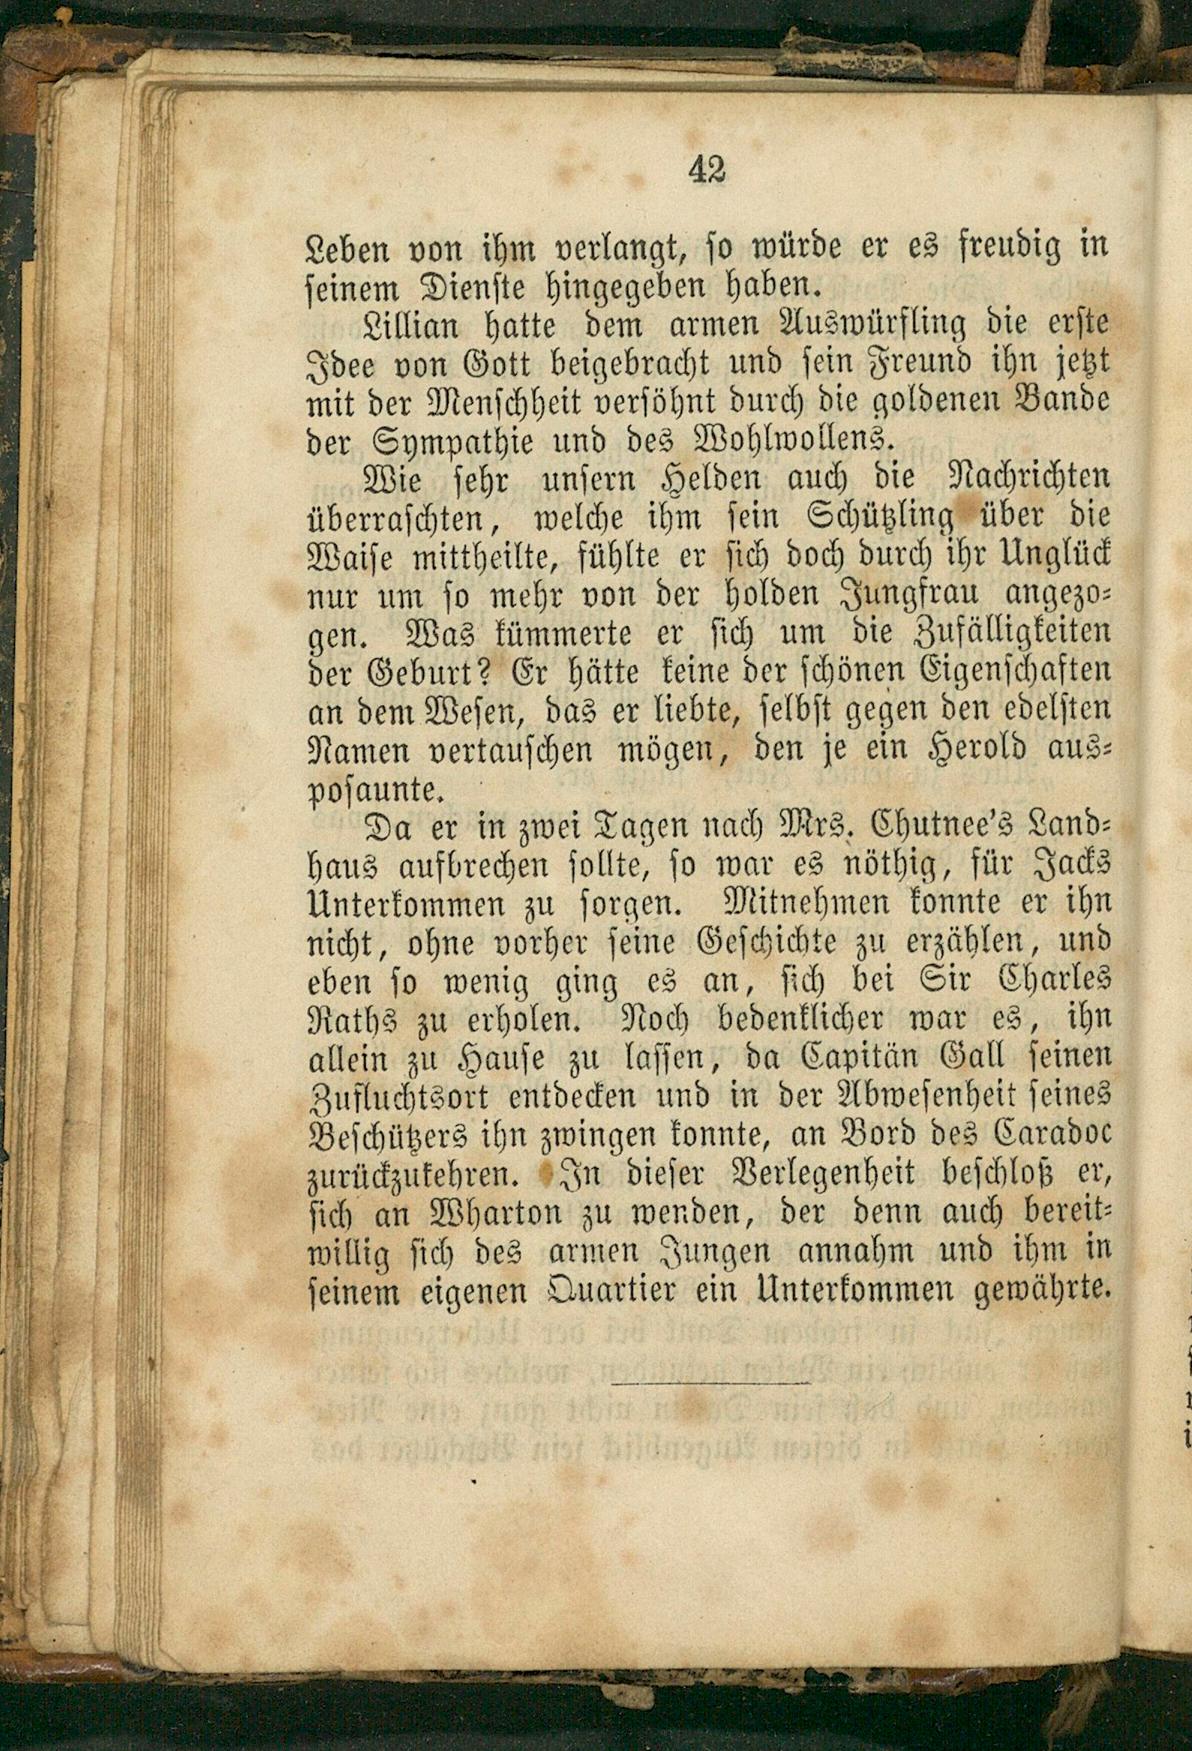 42
Leben von ihm verlangt, so würde er es freudig in
seinem Dienste hingegeben haben.
Lillian hatte dem armen Auswürfling die erste
Idee von Gott beigebracht und sein Freund ihn jetzt
mit der Menschheit versöhnt durch die goldenen Bande
der Sympathie und des Wohlwollens.
Wie sehr unsern Helden auch die Nachrichten
überraschten, welche ihm sein Schützling über die
Waise mittheilte, fühlte er sich doch durch ihr Unglück
nur um so mehr von der holden Jungfrau angezo-
gen. Was kümmerte er sich um die Zufälligkeiten
der Geburt? Er hätte keine der schönen Eigenschaften
an dem Wesen, das er liebte, selbst gegen den edelsten
Namen vertauschen mögen, den je ein Herold aus-
posaunte.
Da er in zwei Tagen nach Mrs. Chutnee's Land-
haus aufbrechen sollte, so war es nöthig, für Jacks
Unterkommen zu sorgen. Mitnehmen konnte er ihn
nicht, ohne vorher seine Geschichte zu erzählen, und
eben so wenig ging es an, sich bei Sir Charles
Raths zu erholen. Noch bedenklicher war es, ihn
allein zu Hause zu lassen, da Capitän Gall seinen
Zufluchtsort entdecken und in der Abwesenheit seines
Beschützers ihn zwingen konnte, an Bord des Caradoc
zurückzukehren. In dieser Verlegenheit beschloß er,
sich an Wharton zu wenden, der denn auch bereit-
willig sich des armen Jungen annahm und ihm in
seinem eigenen Quartier ein Unterkommen gewährte.